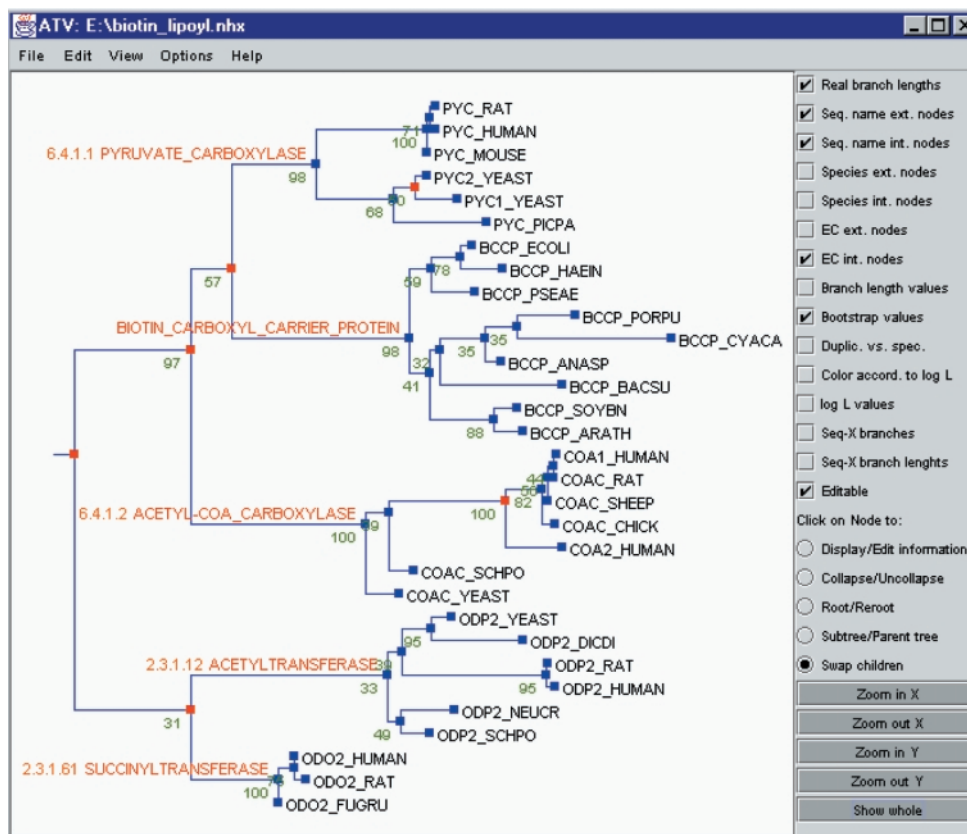 ATV: E:\biotin_lipoyl.nhx
File Edit View Options Help
PYC_RAT
71 PYC_HUMAN
100 PYC_MOUSE
6.4.1.1 PYRUVATE_CARBOXYLASE
98
PYC2_YEAST
PYC1_YEAST
68
PYC_PICPA
57
BCCP_ECOLI
78 BCCP_HAEIN
59
BCCP_PSEAE
BIOTIN_CARBOXYL_CARRIER_PROTEIN
98
BCCP_PORPU
35 BCCP_CYACA
35
BCCP_ANASP
32
BCCP_BACSU
41
BCCP_SOYBN
88 BCCP_ARATH
97
COA1_HUMAN
44 COAC_RAT
82 COAC_SHEEP
COAC_CHICK
100
COA2_HUMAN
6.4.1.2 ACETYL-COA_CARBOXYLASE
100
COAC_SCHPO
COAC_YEAST
ODP2_YEAST
95 ODP2_DICDI
ODP2_RAT
95 ODP2_HUMAN
2.3.1.12 ACETYLTRANSFERASE
33
ODP2_NEUCR
49 ODP2_SCHPO
31
ODO2_HUMAN
2.3.1.61 SUCCINYLTRANSFERASE
ODO2_RAT
100 ODO2_FUGRU
Real branch lengths
Seq. name ext. nodes
Seq. name int. nodes
Species ext. nodes
Species int. nodes
EC ext. nodes
EC int. nodes
Branch length values
Bootstrap values
Duplic. vs. spec.
Color accord. to log L
log L values
Seq-X branches
Seq-X branch lenghts
Editable
Click on Node to:
Display/Edit information
Collapse/Uncollapse
Root/Reroot
Subtree/Parent tree
Swap children
Zoom in X
Zoom out X
Zoom in Y
Zoom out Y
Show whole